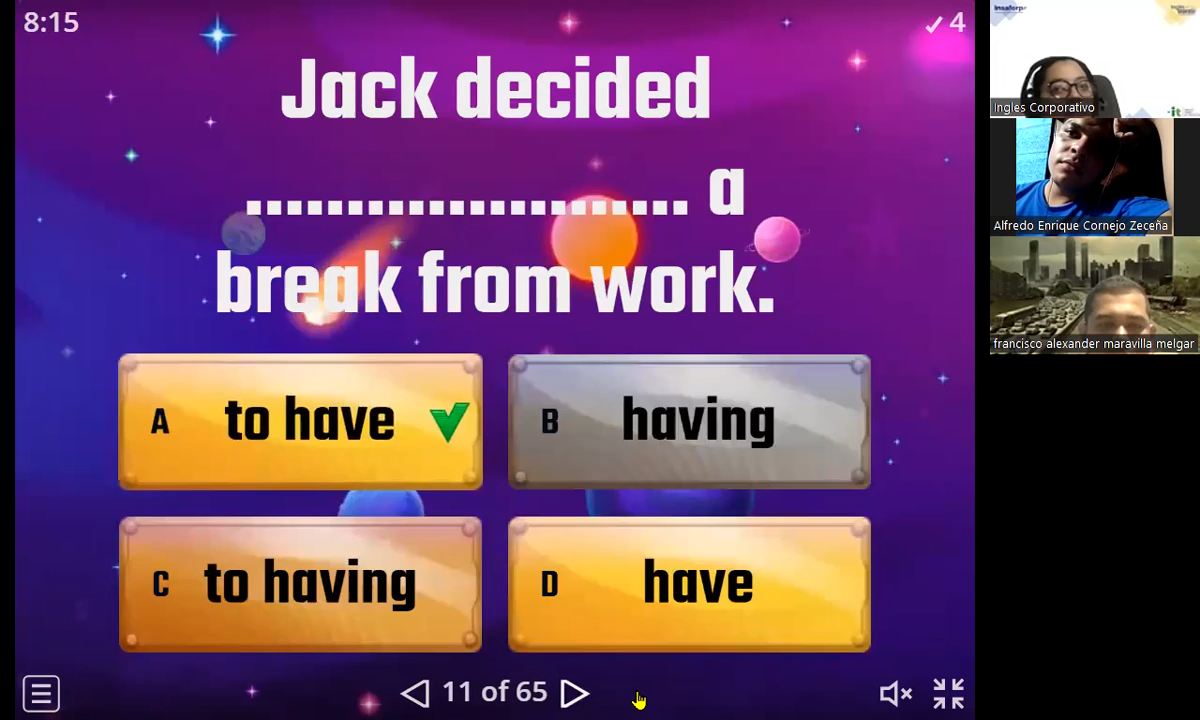 8:15
✓ 4
Jack decided
...................... a
break from work.
A to have
B having
C to having
D have
11 of 65
Insaforp
Ingles Corporativo
Alfredo Enrique Cornejo Zeceña
francisco alexander maravilla melgar